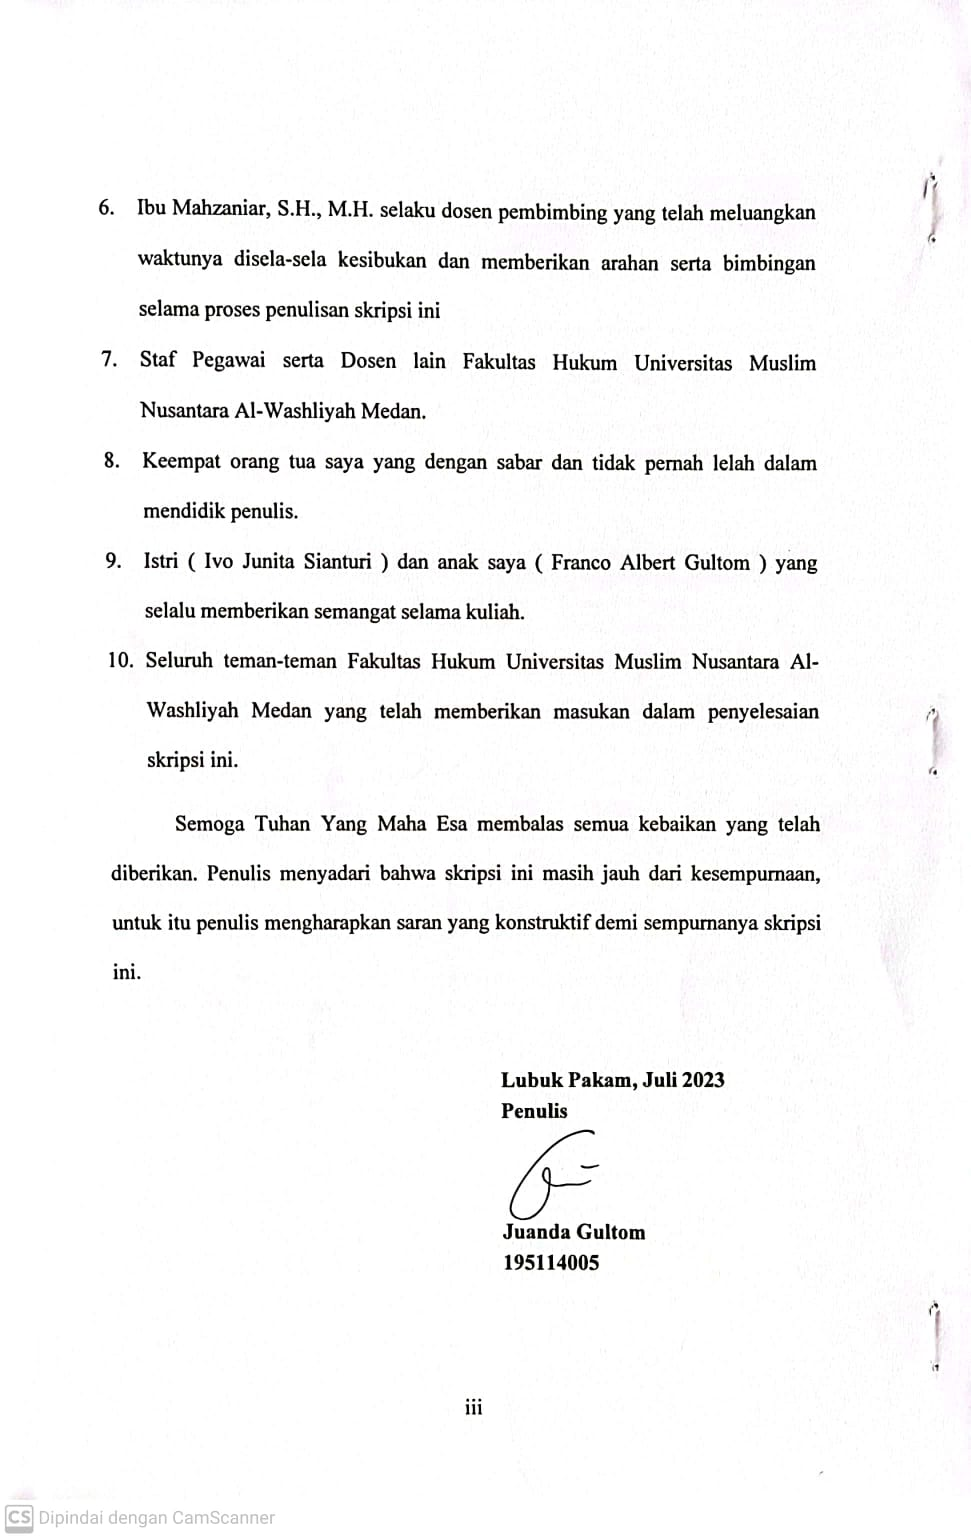 6. Ibu Mahzaniar, S.H., M.H. selaku dosen pembimbing yang telah meluangkan
waktunya disela-sela kesibukan dan memberikan arahan serta bimbingan
selama proses penulisan skripsi ini
7. Staf Pegawai serta Dosen lain Fakultas Hukum Universitas Muslim
Nusantara Al-Washliyah Medan.
8. Keempat orang tua saya yang dengan sabar dan tidak pernah lelah dalam
mendidik penulis.
9. Istri ( Ivo Junita Sianturi ) dan anak saya ( Franco Albert Gultom ) yang
selalu memberikan semangat selama kuliah.
10. Seluruh teman-teman Fakultas Hukum Universitas Muslim Nusantara Al-
Washliyah Medan yang telah memberikan masukan dalam penyelesaian
skripsi ini.
Semoga Tuhan Yang Maha Esa membalas semua kebaikan yang telah
diberikan. Penulis menyadari bahwa skripsi ini masih jauh dari kesempurnaan,
untuk itu penulis mengharapkan saran yang konstruktif demi sempurnanya skripsi
ini.
Lubuk Pakam, Juli 2023
Penulis
Juanda Gultom
195114005
iii
CS Dipindai dengan CamScanner